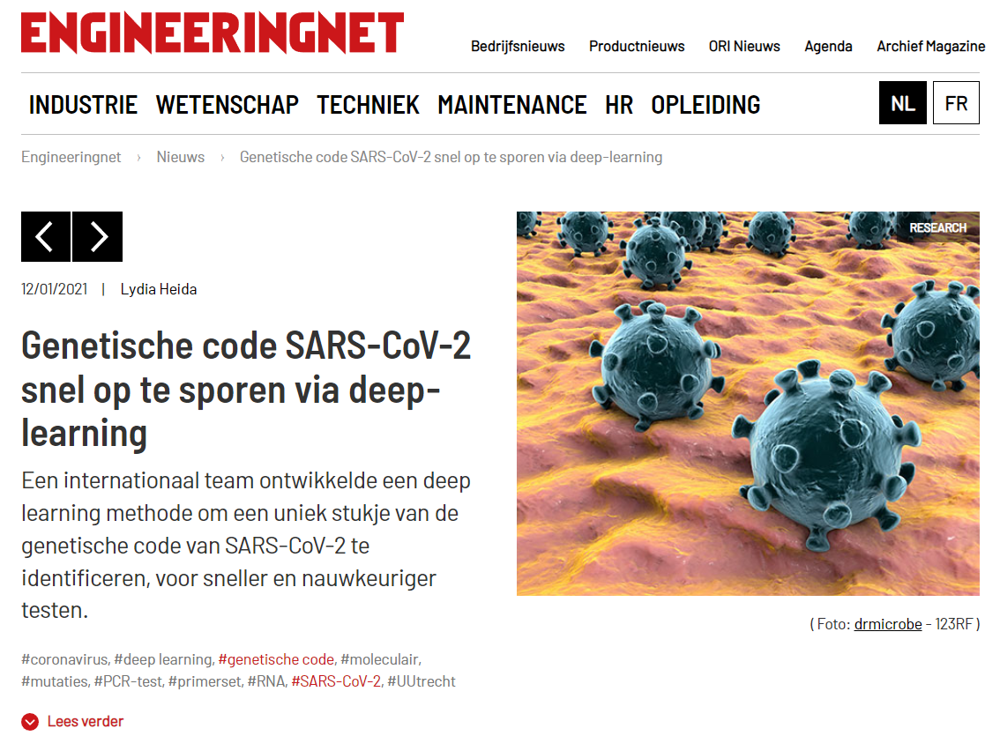 ENGINEERINGNET
Bedrijfsnieuws Productnieuws ORI Nieuws Agenda Archief Magazine
INDUSTRIE WETENSCHAP TECHNIEK MAINTENANCE HR OPLEIDING NL FR
Engineeringnet › Nieuws › Genetische code SARS-CoV-2 snel op te sporen via deep-learning
RESEARCH
12/01/2021 | Lydia Heida
Genetische code SARS-CoV-2
snel op te sporen via deep-
learning
Een internationaal team ontwikkelde een deep
learning methode om een uniek stukje van de
genetische code van SARS-CoV-2 te
identificeren, voor sneller en nauwkeuriger
testen.
( Foto: drmicrobe - 123RF )
#coronavirus, #deep learning, #genetische code, #moleculair,
#mutaties, #PCR-test, #primerset, #RNA, #SARS-CoV-2, #UUtrecht
Lees verder